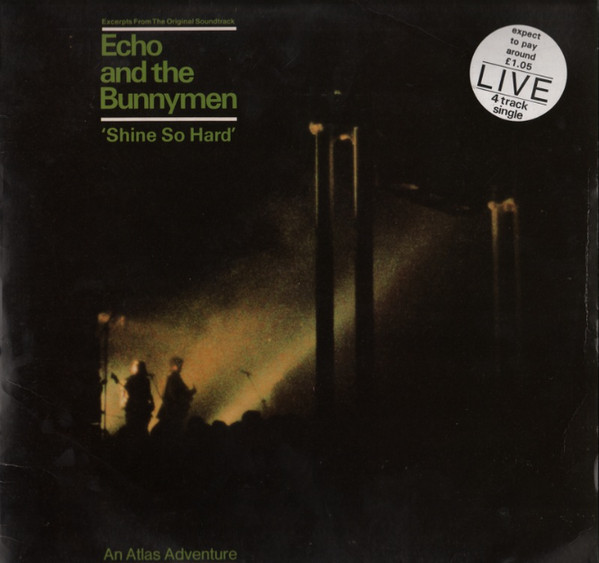 Excerpts From The Original Soundtrack
Echo
and the
Bunnymen
'Shine So Hard'
expect
to pay
around
£1.05
LIVE
4 track
single
An Atlas Adventure